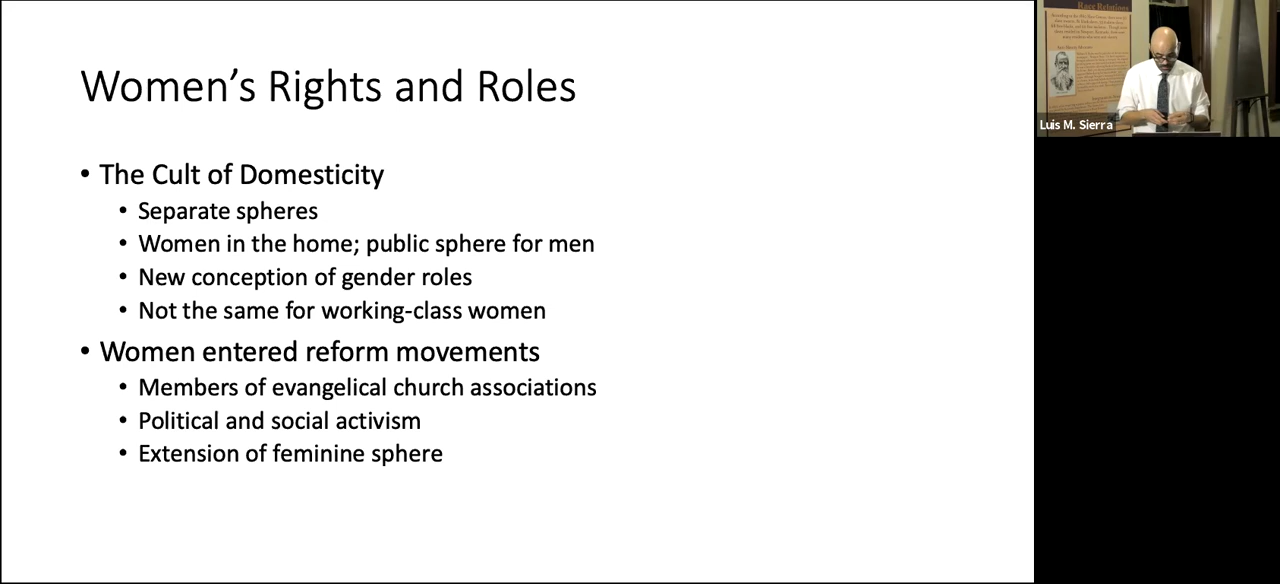 Women’s Rights and Roles
• The Cult of Domesticity
• Separate spheres
• Women in the home; public sphere for men
• New conception of gender roles
• Not the same for working-class women
• Women entered reform movements
• Members of evangelical church associations
• Political and social activism
• Extension of feminine sphere
Race Relations
Luis M. Sierra